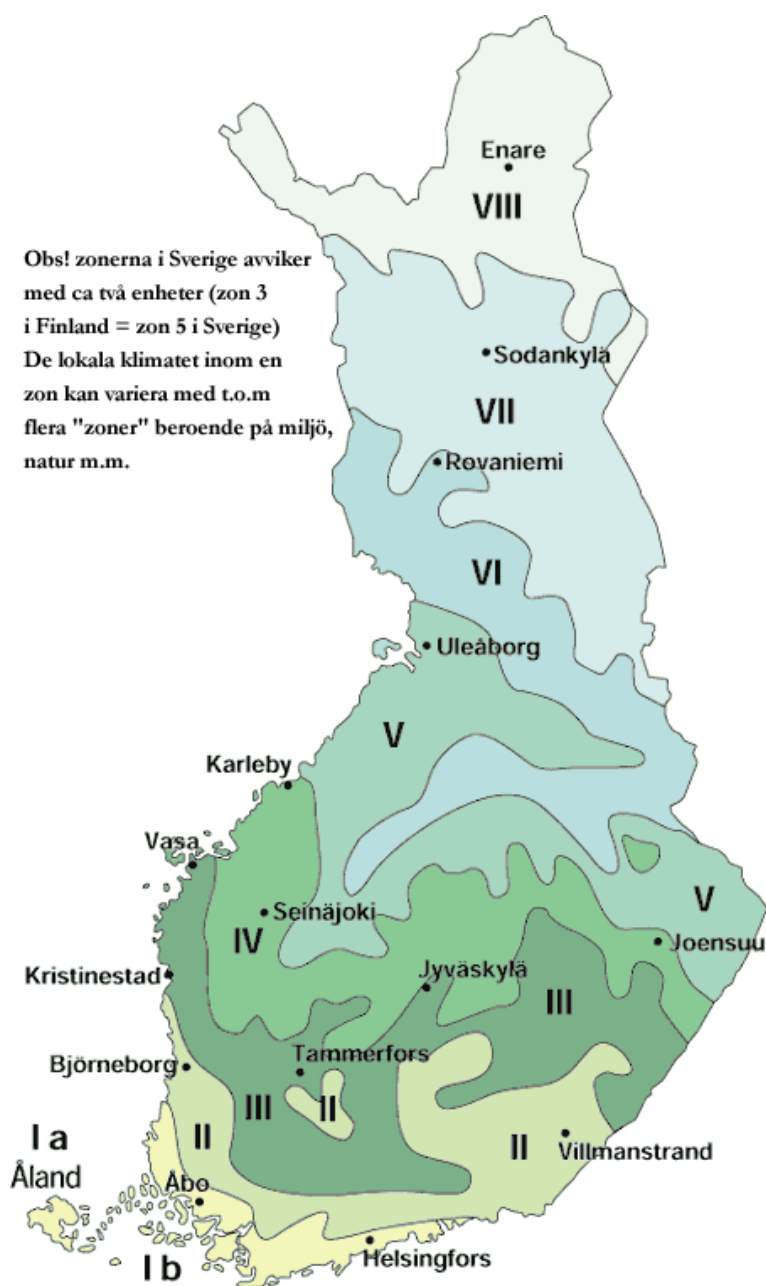 Enare
VIII
Obs! zonerna i Sverige avviker
med ca två enheter (zon 3
i Finland = zon 5 i Sverige)
De lokala klimatet inom en
zon kan variera med t.o.m
flera "zoner" beroende på miljö,
natur m.m.
Sodankylä
VII
Rovaniemi
VI
Uleåborg
V
Karleby
Vasa
V
Seinäjoki
IV
Joensuu
Kristinestad
Jyväskylä
III
Björneborg
Tammerfors
III
II
II
II
Villmanstrand
Ia
Åland
Åbo
Helsingfors
Ib